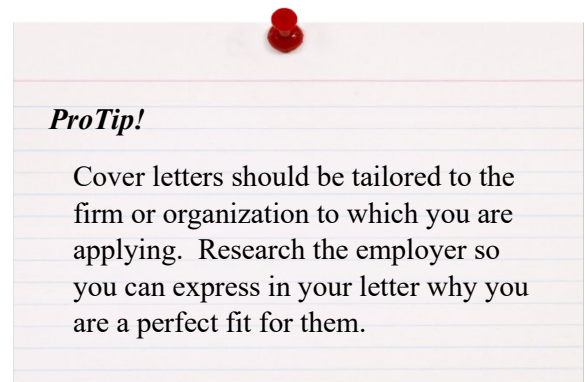 ProTip!
Cover letters should be tailored to the
firm or organization to which you are
applying.  Research the employer so
you can express in your letter why you
are a perfect fit for them.